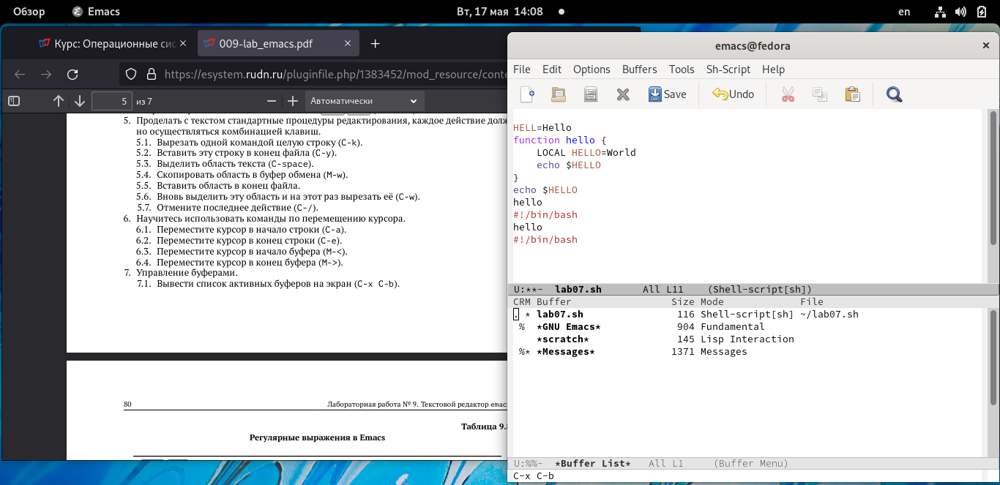 Обзор Emacs Вт, 17 мая 14:08 en
Курс: Операционные сис
009-lab_emacs.pdf
https://esystem.rudn.ru/pluginfile.php/1383452/mod_resource/conte
5 из 7 Автоматически
5. Проделать с текстом стандартные процедуры редактирования, каждое действие долж
но осуществляться комбинацией клавиш.
5.1. Вырезать одной командой целую строку (C-k).
5.2. Вставить эту строку в конец файла (C-y).
5.3. Выделить область текста (C-space).
5.4. Скопировать область в буфер обмена (M-w).
5.5. Вставить область в конец файла.
5.6. Вновь выделить эту область и на этот раз вырезать её (C-w).
5.7. Отмените последнее действие (C-/).
6. Научитесь использовать команды по перемещению курсора.
6.1. Переместите курсор в начало строки (C-a).
6.2. Переместите курсор в конец строки (C-e).
6.3. Переместите курсор в начало буфера (M-<).
6.4. Переместите курсор в конец буфера (M->).
7. Управление буферами.
7.1. Вывести список активных буферов на экран (C-x C-b).
80 Лабораторная работа № 9. Текстовой редактор emac
Таблица 9.
Регулярные выражения в Emacs
emacs@fedora
File Edit Options Buffers Tools Sh-Script Help
Save Undo
HELL=Hello
function hello {
LOCAL HELLO=World
echo $HELLO
}
echo $HELLO
hello
#!/bin/bash
hello
#!/bin/bash
U:**- lab07.sh All L11 (Shell-script[sh])
CRM Buffer Size Mode File
. * lab07.sh 116 Shell-script[sh] ~/lab07.sh
% *GNU Emacs* 904 Fundamental
*scratch* 145 Lisp Interaction
%* *Messages* 1371 Messages
U:%%- *Buffer List* All L1 (Buffer Menu)
C-x C-b